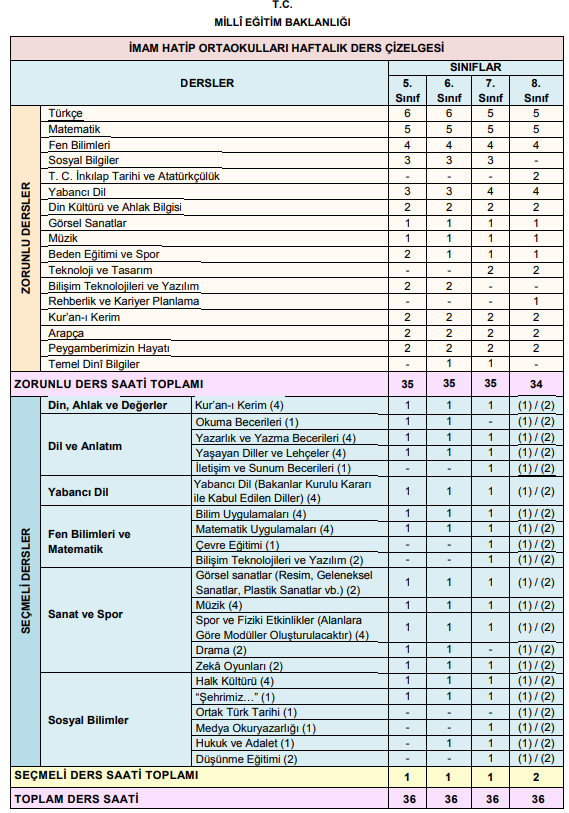 T.C.
MİLLÎ EĞİTİM BAKLANLIĞI
İMAM HATİP ORTAOKULLARI HAFTALIK DERS ÇİZELGESİ
DERSLER SINIFLAR
5. Sınıf 6. Sınıf 7. Sınıf 8. Sınıf
ZORUNLU DERSLER
Türkçe 6 6 5 5
Matematik 5 5 5 5
Fen Bilimleri 4 4 4 4
Sosyal Bilgiler 3 3 3 -
T. C. İnkılap Tarihi ve Atatürkçülük - - - 2
Yabancı Dil 3 3 4 4
Din Kültürü ve Ahlak Bilgisi 2 2 2 2
Görsel Sanatlar 1 1 1 1
Müzik 1 1 1 1
Beden Eğitimi ve Spor 2 1 1 1
Teknoloji ve Tasarım - - 2 2
Bilişim Teknolojileri ve Yazılım 2 2 - -
Rehberlik ve Kariyer Planlama - - - 1
Kur'an-ı Kerim 2 2 2 2
Arapça 2 2 2 2
Peygamberimizin Hayatı 2 2 2 2
Temel Dinî Bilgiler - 1 1 -
ZORUNLU DERS SAATİ TOPLAMI 35 35 35 34
SEÇMELİ DERSLER
Din, Ahlak ve Değerler Kur'an-ı Kerim (4) 1 1 1 (1) / (2)
Dil ve Anlatım
Okuma Becerileri (1) 1 1 - (1) / (2)
Yazarlık ve Yazma Becerileri (4) 1 1 1 (1) / (2)
Yaşayan Diller ve Lehçeler (4) 1 1 1 (1) / (2)
İletişim ve Sunum Becerileri (1) - - 1 (1) / (2)
Yabancı Dil
Yabancı Dil (Bakanlar Kurulu Kararı
ile Kabul Edilen Diller) (4) 1 1 1 (1) / (2)
Fen Bilimleri ve
Matematik
Bilim Uygulamaları (4) 1 1 1 (1) / (2)
Matematik Uygulamaları (4) 1 1 1 (1) / (2)
Çevre Eğitimi (1) - - 1 (1) / (2)
Bilişim Teknolojileri ve Yazılım (2) - - 1 (1) / (2)
Sanat ve Spor
Görsel sanatlar (Resim, Geleneksel
Sanatlar, Plastik Sanatlar vb.) (2) 1 1 1 (1) / (2)
Müzik (4) 1 1 1 (1) / (2)
Spor ve Fiziki Etkinlikler (Alanlara
Göre Modüller Oluşturulacaktır) (4) 1 1 1 (1) / (2)
Drama (2) 1 1 - (1) / (2)
Zekâ Oyunları (2) 1 1 1 (1) / (2)
Sosyal Bilimler
Halk Kültürü (4) 1 1 1 (1) / (2)
“Şehrimiz…” (1) 1 1 1 (1) / (2)
Ortak Türk Tarihi (1) - - - (1) / (2)
Medya Okuryazarlığı (1) - - 1 (1) / (2)
Hukuk ve Adalet (1) - 1 1 (1) / (2)
Düşünme Eğitimi (2) - - 1 (1) / (2)
SEÇMELİ DERS SAATİ TOPLAMI 1 1 1 2
TOPLAM DERS SAATİ 36 36 36 36